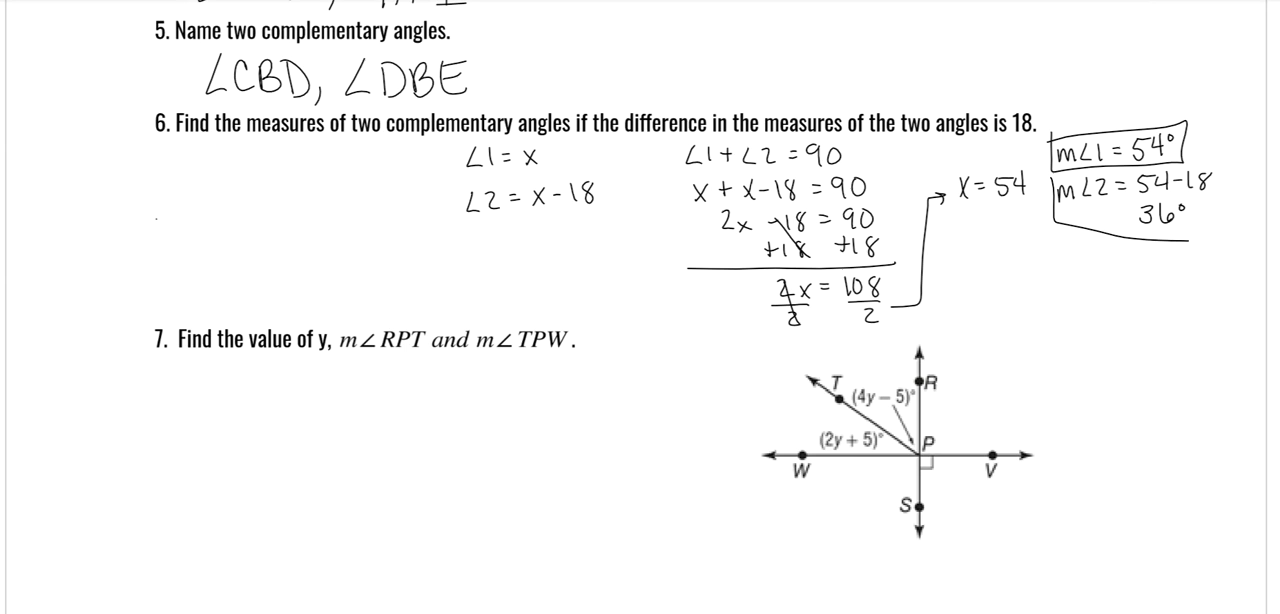 5. Name two complementary angles.
∠CBD, ∠DBE
6. Find the measures of two complementary angles if the difference in the measures of the two angles is 18.
∠1 = x
∠2 = x - 18
∠1 + ∠2 = 90
x + x - 18 = 90
2x - 18 = 90
+18 +18
2x = 108
2 2
x = 54
m∠1 = 54°
m∠2 = 54-18
36°
7. Find the value of y, m∠RPT and m∠TPW.
T
R
(4y – 5)°
(2y + 5)°
P
W
V
S